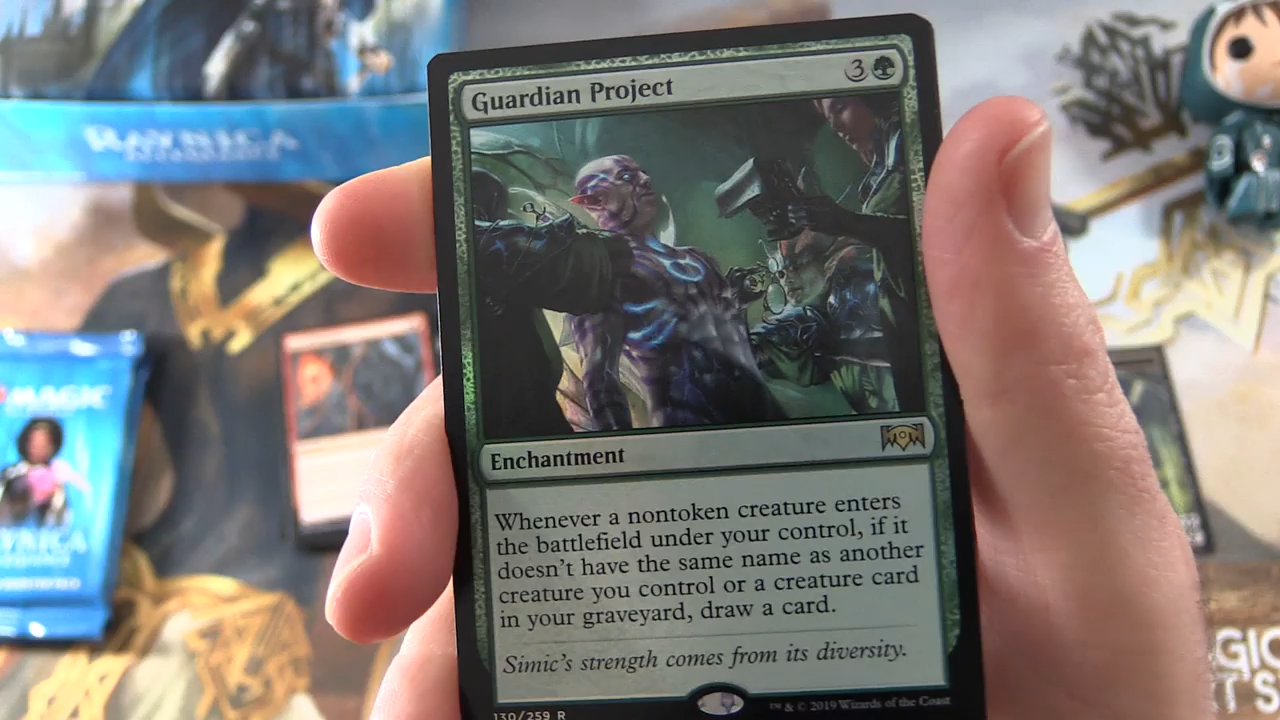 RAVNICA
Guardian Project
3
MAGIC
Enchantment
Whenever a nontoken creature enters
the battlefield under your control, if it
doesn't have the same name as another
creature you control or a creature card
in your graveyard, draw a card.
Simic's strength comes from its diversity.
130/259 R
™ & © 2019 Wizards of the Coast